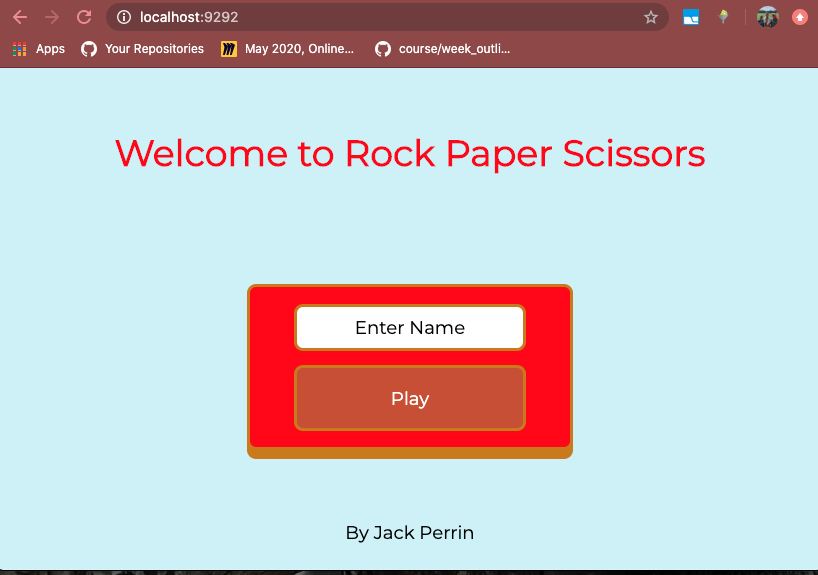 localhost:9292
Apps Your Repositories May 2020, Online... course/week_outli...
Welcome to Rock Paper Scissors
Enter Name
Play
By Jack Perrin